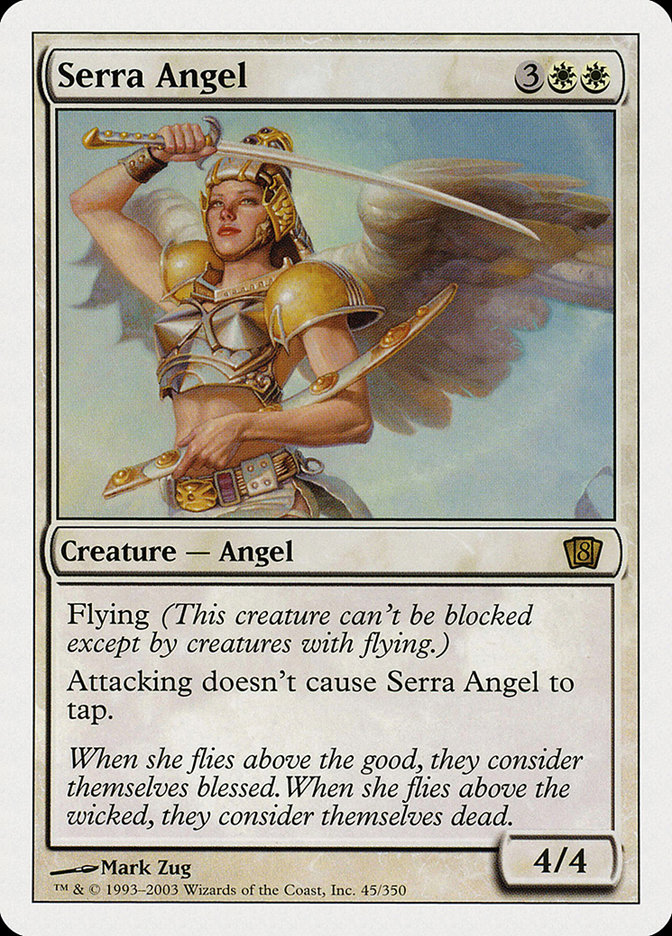 Serra Angel 3
Creature — Angel 8
Flying (This creature can't be blocked
except by creatures with flying.)
Attacking doesn't cause Serra Angel to
tap.
When she flies above the good, they consider
themselves blessed. When she flies above the
wicked, they consider themselves dead.
4/4
Mark Zug
™ & © 1993–2003 Wizards of the Coast, Inc. 45/350